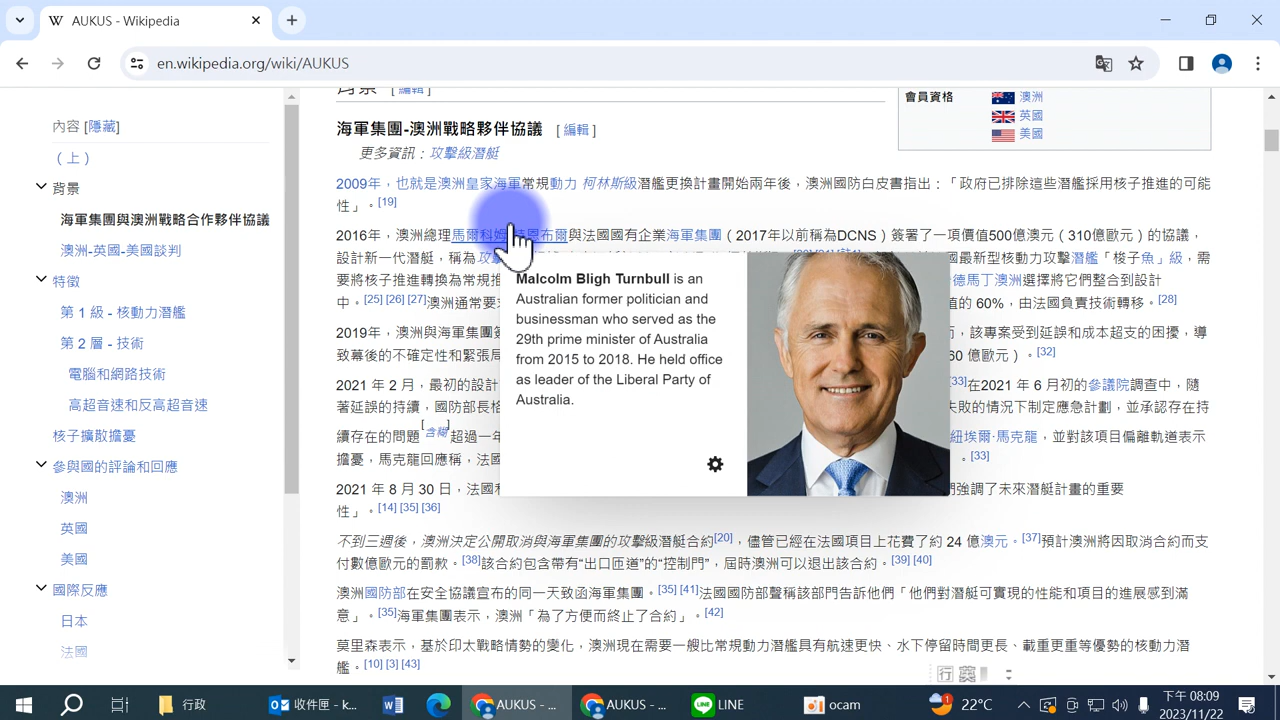 AUKUS - Wikipedia
en.wikipedia.org/wiki/AUKUS
背景 [編輯]
會員資格
澳洲
英國
美國
內容 [隱藏]
（上）
背景
海軍集團與澳洲戰略合作夥伴協議
澳洲-英國-美國談判
特徵
第 1 級 - 核動力潛艦
第 2 層 - 技術
電腦和網路技術
高超音速和反高超音速
核子擴散擔憂
參與國的評論和回應
澳洲
英國
美國
國際反應
日本
法國
海軍集團-澳洲戰略夥伴協議 [編輯]
更多資訊：攻擊級潛艇
2009年，也就是澳洲皇家海軍常規動力 柯林斯級潛艦更換計畫開始兩年後，澳洲國防白皮書指出：「政府已排除這些潛艦採用核子推進的可能
性」。[19]
2016年，澳洲總理馬爾科姆 布爾與法國國有企業海軍集團（2017年以前稱為DCNS）簽署了一項價值500億澳元（310億歐元）的協議，
設計新一代潛艇，稱為 國最新型核動力攻擊潛艦「梭子魚」級，需
要將核子推進轉換為常規推 德馬丁澳洲選擇將它們整合到設計
中。[25] [26] [27]澳洲通常要 值的 60%，由法國負責技術轉移。[28]
2019年，澳洲與海軍集團簽 該專案受到延誤和成本超支的困擾，導
致幕後的不確定性和緊張局 60 億歐元）。[32]
2021 年 2 月，最初的設計 [33]在2021 年 6 月初的參議院調查中，隨
著延誤的持續，國防部長格 敗的情況下制定應急計劃，並承認存在持
續存在的問題[含糊]超過一年 紐埃爾·馬克龍，並對該項目偏離軌道表示
擔憂，馬克龍回應稱，法國 。[33]
2021 年 8 月 30 日，法國和 強調了未來潛艇計畫的重要
性」。[14] [35] [36]
不到三週後，澳洲決定公開取消與海軍集團的攻擊級潛艇合約[20]，儘管已經在法國項目上花費了約 24 億澳元。[37]預計澳洲將因取消合約而支
付數億歐元的罰款。[38]該合約包含帶有“出口匝道”的“控制門”，屆時澳洲可以退出該合約。[39] [40]
澳洲國防部在安全協議宣布的同一天致函海軍集團。[35] [41]法國國防部聲稱該部門告訴他們「他們對潛艇可實現的性能和項目的進展感到滿
意」。[35]海軍集團表示，澳洲「為了方便而終止了合約」。[42]
莫里森表示，基於印太戰略情勢的變化，澳洲現在需要一艘比常規動力潛艦具有航速更快、水下停留時間更長、載重更重等優勢的核動力潛
艦。[10] [3] [43]
Malcolm Bligh Turnbull is an
Australian former politician and
businessman who served as the
29th prime minister of Australia
from 2015 to 2018. He held office
as leader of the Liberal Party of
Australia.
行政
收件匣 - k...
AUKUS - ...
AUKUS - ...
LINE
ocam
22°C
下午 08:09
2023/11/22